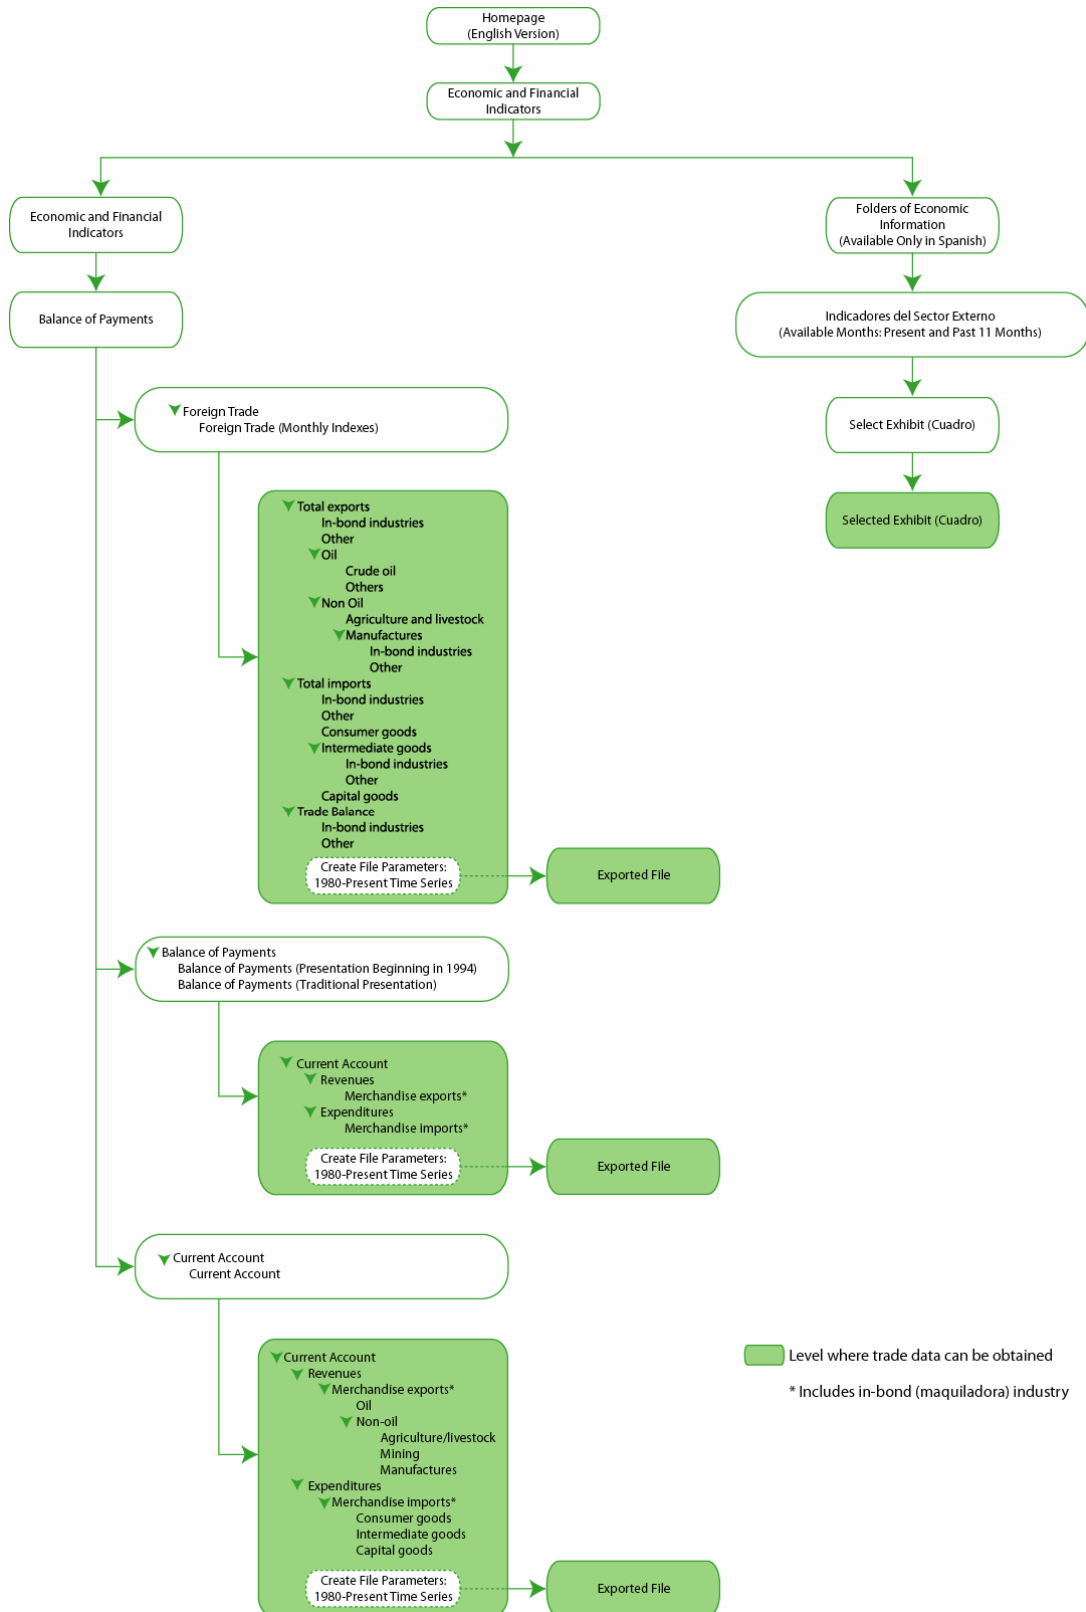 Homepage
(English Version)
Economic and Financial
Indicators
Economic and Financial
Indicators
Folders of Economic
Information
(Available Only in Spanish)
Balance of Payments
Indicadores del Sector Externo
(Available Months: Present and Past 11 Months)
Select Exhibit (Cuadro)
Selected Exhibit (Cuadro)
Foreign Trade
Foreign Trade (Monthly Indexes)
Total exports
In-bond industries
Other
Oil
Crude oil
Others
Non Oil
Agriculture and livestock
Manufactures
In-bond industries
Other
Total imports
In-bond industries
Other
Consumer goods
Intermediate goods
In-bond industries
Other
Capital goods
Trade Balance
In-bond industries
Other
Create File Parameters:
1980-Present Time Series
Exported File
Balance of Payments
Balance of Payments (Presentation Beginning in 1994)
Balance of Payments (Traditional Presentation)
Current Account
Revenues
Merchandise exports*
Expenditures
Merchandise imports*
Create File Parameters:
1980-Present Time Series
Exported File
Current Account
Current Account
Current Account
Revenues
Merchandise exports*
Oil
Non-oil
Agriculture/livestock
Mining
Manufactures
Expenditures
Merchandise imports*
Consumer goods
Intermediate goods
Capital goods
Create File Parameters:
1980-Present Time Series
Exported File
Level where trade data can be obtained
* Includes in-bond (maquiladora) industry